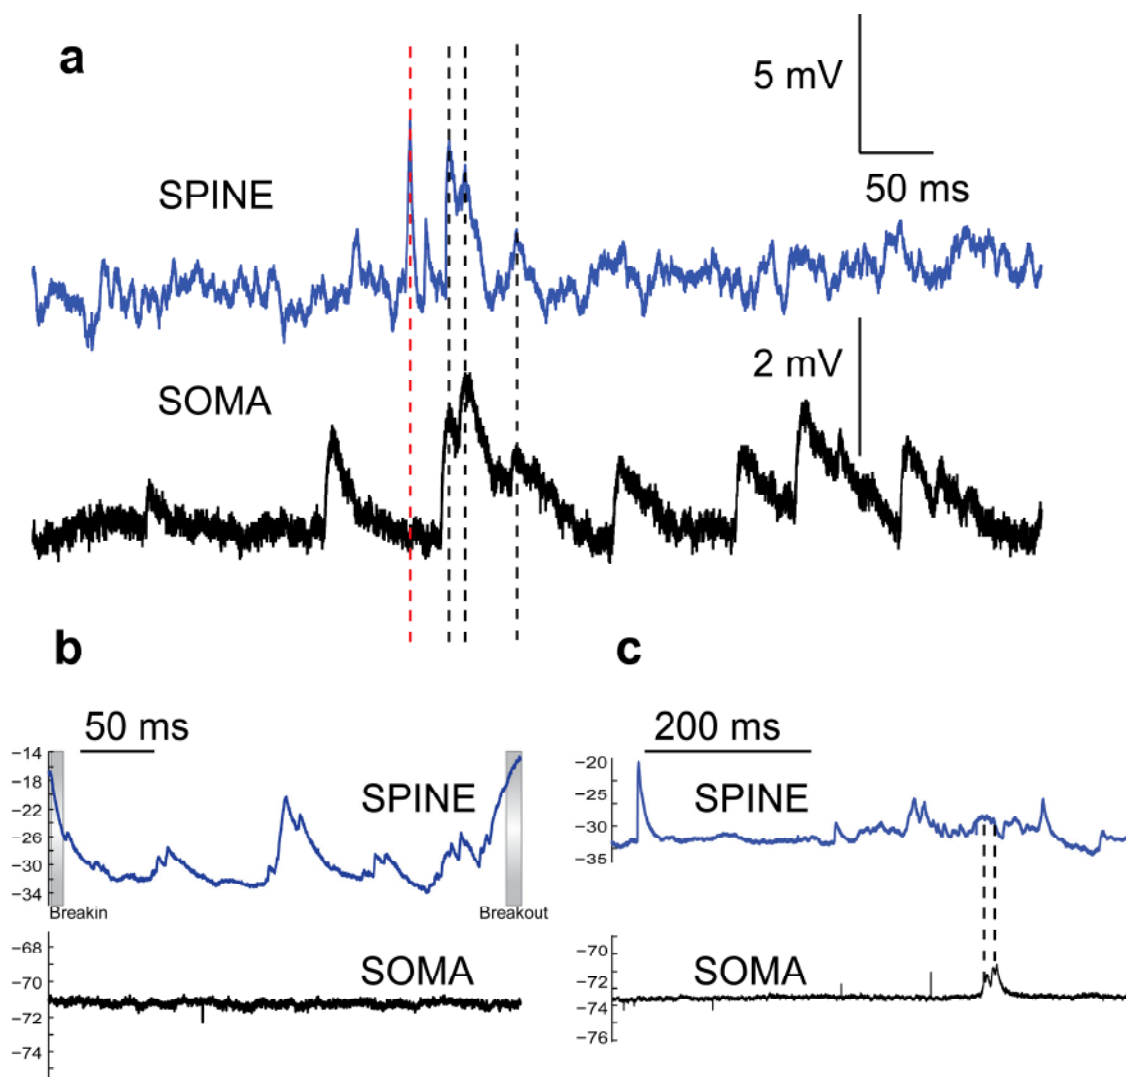 a
5 mV
50 ms
SPINE
2 mV
SOMA
b
50 ms
−14
−18
−22
−26
−30
−34
SPINE
Breakin
Breakout
−68
−70
−72
−74
SOMA
c
200 ms
−20
−25
−30
−35
SPINE
−70
−72
−74
−76
SOMA